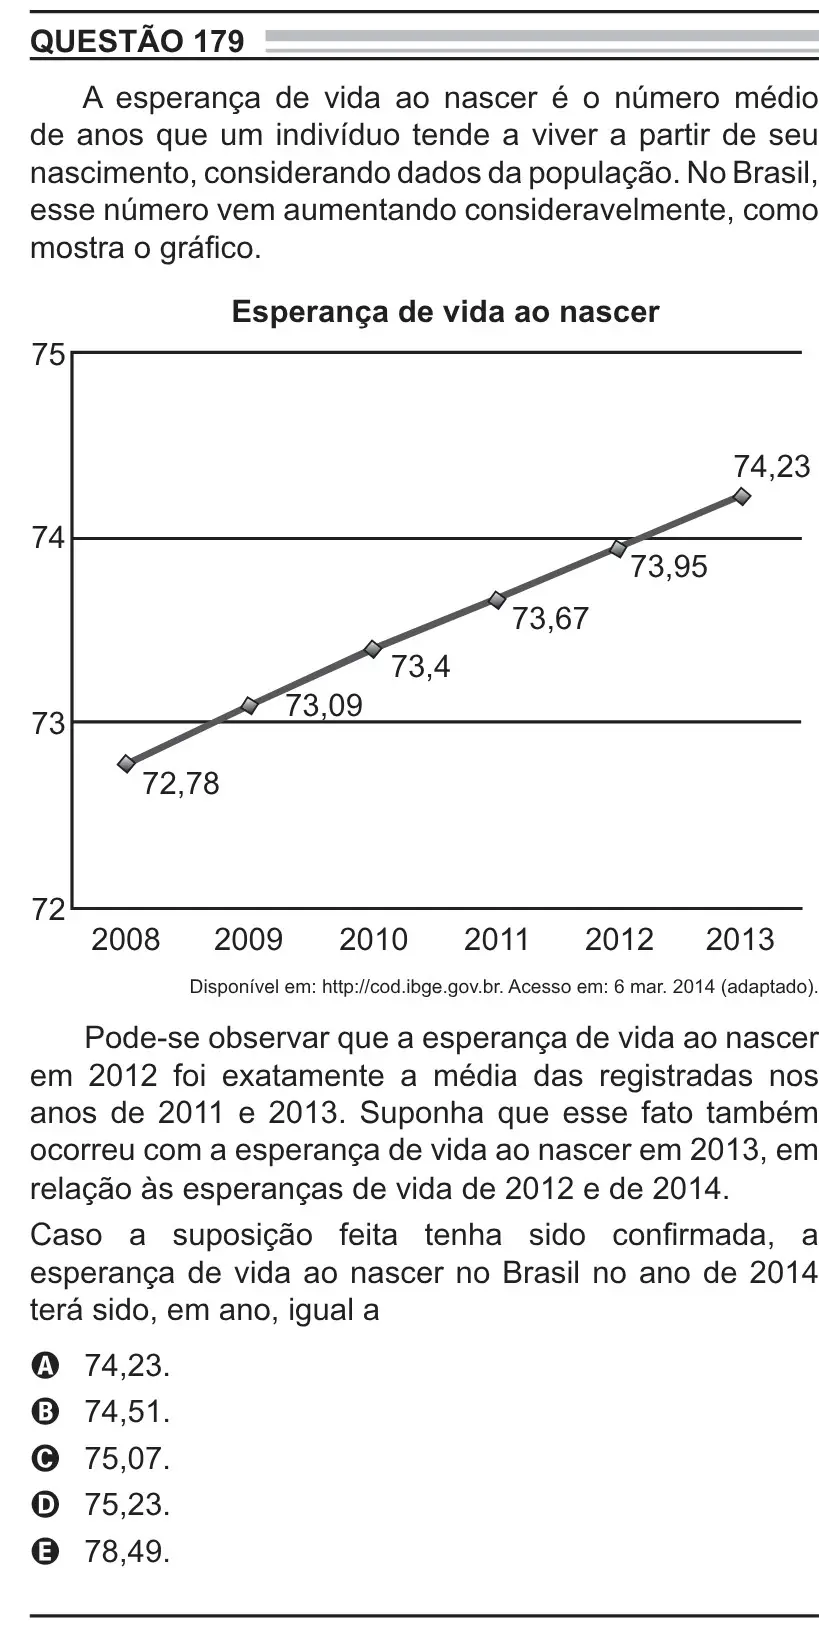 QUESTÃO 179
A esperança de vida ao nascer é o número médio
de anos que um indivíduo tende a viver a partir de seu
nascimento, considerando dados da população. No Brasil,
esse número vem aumentando consideravelmente, como
mostra o gráfico.
Esperança de vida ao nascer
75
74,23
74
73,95
73,67
73,4
73,09
73
72,78
72
2008 2009 2010 2011 2012 2013
Disponível em: http://cod.ibge.gov.br. Acesso em: 6 mar. 2014 (adaptado).
Pode-se observar que a esperança de vida ao nascer
em 2012 foi exatamente a média das registradas nos
anos de 2011 e 2013. Suponha que esse fato também
ocorreu com a esperança de vida ao nascer em 2013, em
relação às esperanças de vida de 2012 e de 2014.
Caso a suposição feita tenha sido confirmada, a
esperança de vida ao nascer no Brasil no ano de 2014
terá sido, em ano, igual a
A 74,23.
B 74,51.
C 75,07.
D 75,23.
E 78,49.